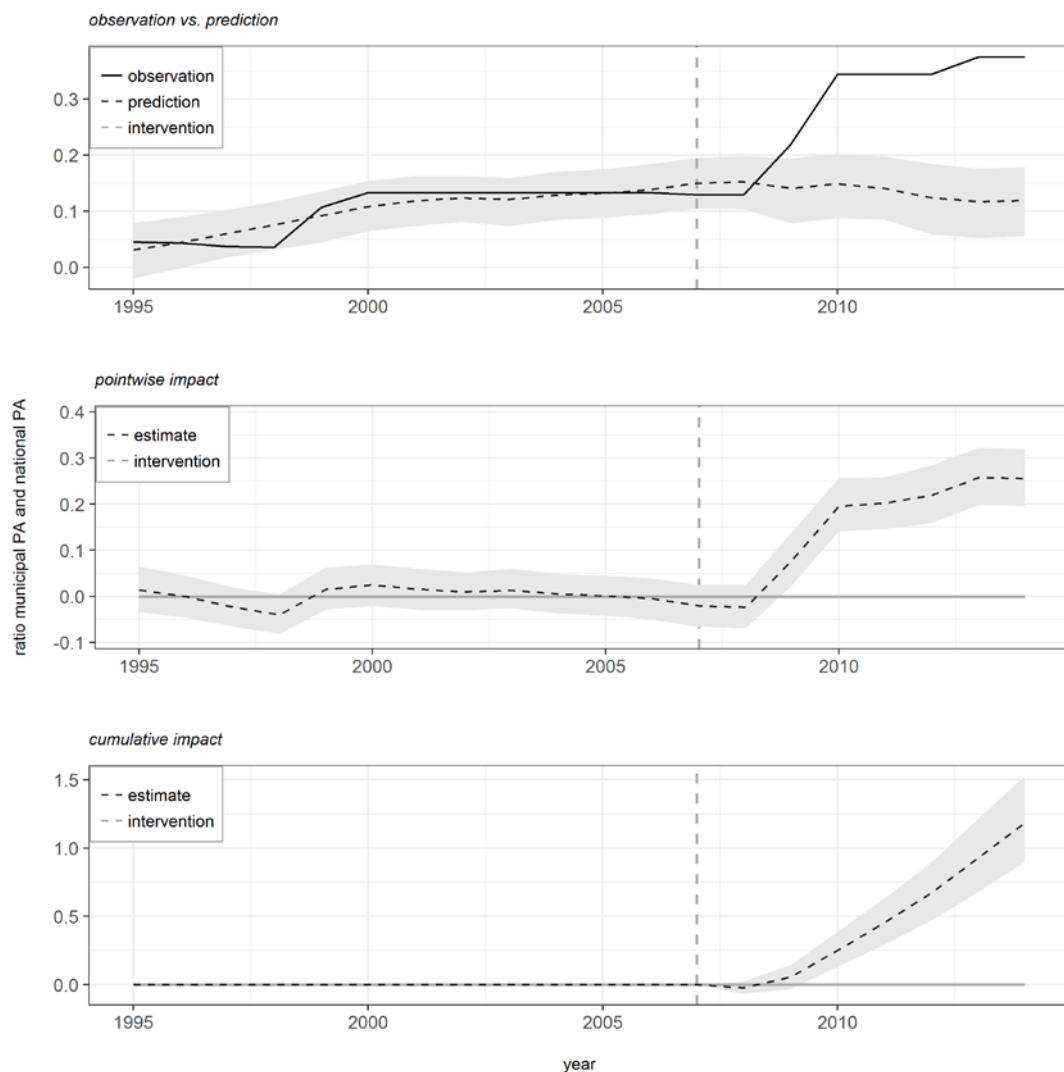 observation vs. prediction
observation
prediction
intervention
0.3
0.2
0.1
0.0
1995
2000
2005
2010
pointwise impact
ratio municipal PA and national PA
estimate
intervention
0.4
0.3
0.2
0.1
0.0
-0.1
1995
2000
2005
2010
cumulative impact
estimate
intervention
1.5
1.0
0.5
0.0
1995
2000
2005
2010
year